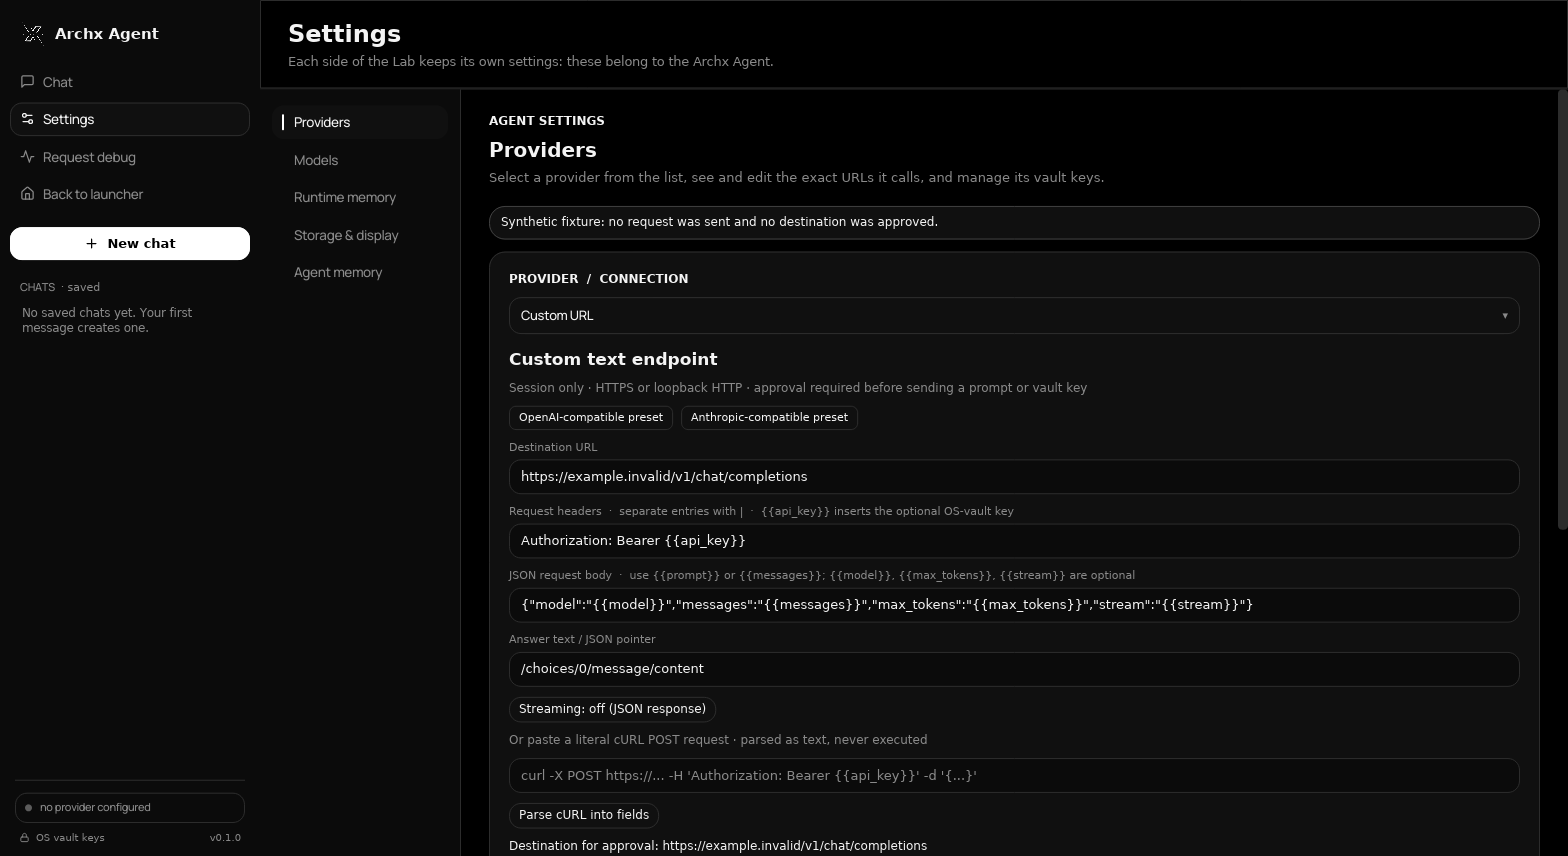 Archx Agent
Chat
Settings
Request debug
Back to launcher
+ New chat
CHATS · saved
No saved chats yet. Your first
message creates one.
no provider configured
OS vault keys
v0.1.0
Settings
Each side of the Lab keeps its own settings: these belong to the Archx Agent.
Providers
Models
Runtime memory
Storage & display
Agent memory
AGENT SETTINGS
Providers
Select a provider from the list, see and edit the exact URLs it calls, and manage its vault keys.
Synthetic fixture: no request was sent and no destination was approved.
PROVIDER / CONNECTION
Custom URL
Custom text endpoint
Session only · HTTPS or loopback HTTP · approval required before sending a prompt or vault key
OpenAI-compatible preset
Anthropic-compatible preset
Destination URL
https://example.invalid/v1/chat/completions
Request headers · separate entries with | · {{api_key}} inserts the optional OS-vault key
Authorization: Bearer {{api_key}}
JSON request body · use {{prompt}} or {{messages}}; {{model}}, {{max_tokens}}, {{stream}} are optional
{"model":"{{model}}","messages":"{{messages}}","max_tokens":"{{max_tokens}}","stream":"{{stream}}"}
Answer text / JSON pointer
/choices/0/message/content
Streaming: off (JSON response)
Or paste a literal cURL POST request · parsed as text, never executed
curl -X POST https://... -H 'Authorization: Bearer {{api_key}}' -d '{...}'
Parse cURL into fields
Destination for approval: https://example.invalid/v1/chat/completions